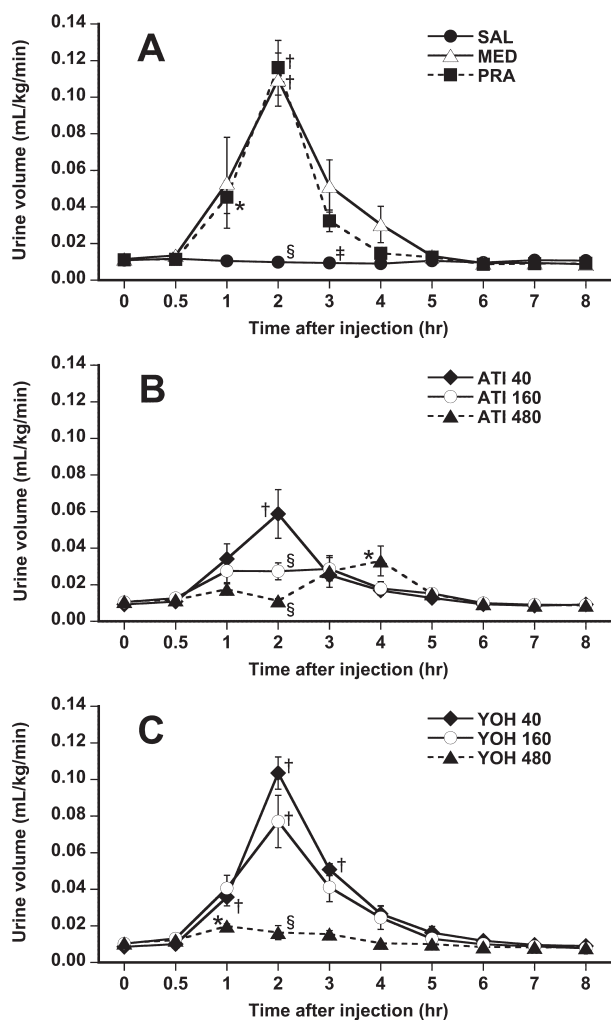 A
SAL
MED
PRA
Urine volume (mL/kg/min)
0.14
0.12
0.10
0.08
0.06
0.04
0.02
0.00
†
†
*
§
‡
0 0.5 1 2 3 4 5 6 7 8
Time after injection (hr)
B
ATI 40
ATI 160
ATI 480
Urine volume (mL/kg/min)
0.14
0.12
0.10
0.08
0.06
0.04
0.02
0.00
†
§
*
§
0 0.5 1 2 3 4 5 6 7 8
Time after injection (hr)
C
YOH 40
YOH 160
YOH 480
Urine volume (mL/kg/min)
0.14
0.12
0.10
0.08
0.06
0.04
0.02
0.00
†
†
†
†
*
§
0 0.5 1 2 3 4 5 6 7 8
Time after injection (hr)